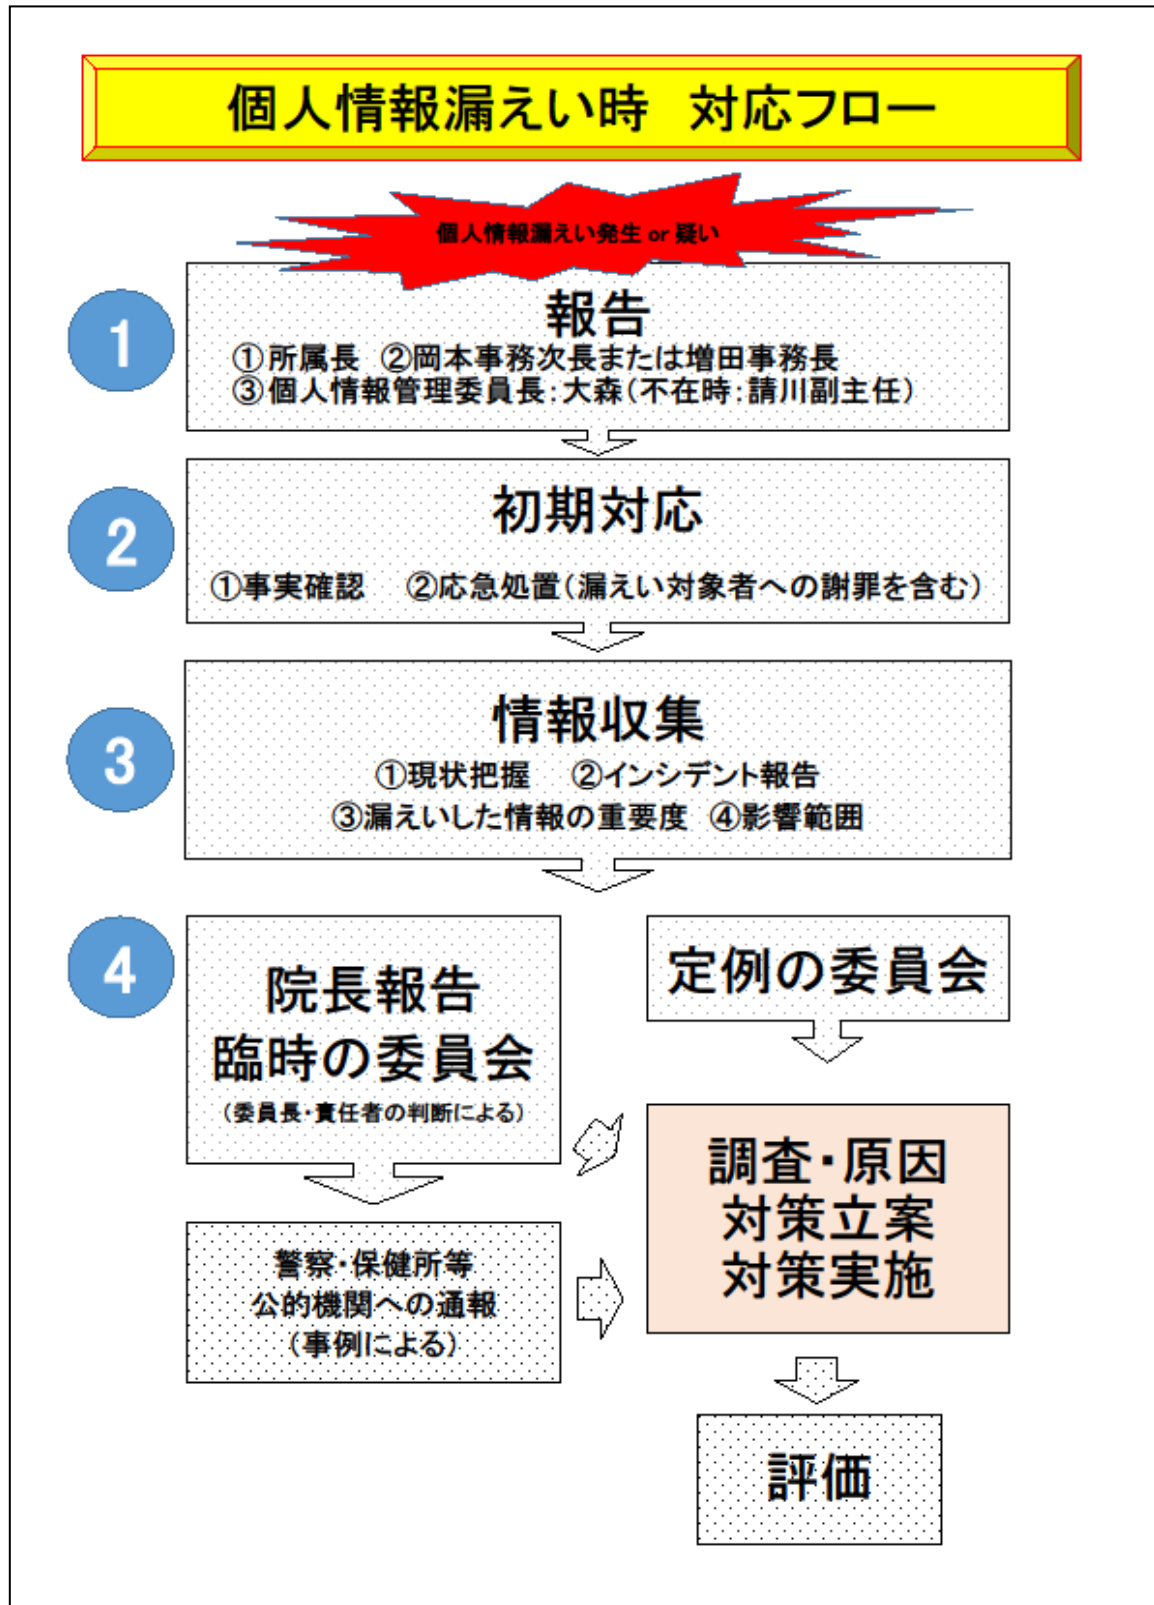 個人情報漏えい時　対応フロー
個人情報漏えい発生 or 疑い
1
報告
①所属長　②岡本事務次長または増田事務長
③個人情報管理委員長：大森（不在時：請川副主任）
2
初期対応
①事実確認　②応急処置（漏えい対象者への謝罪を含む）
3
情報収集
①現状把握　②インシデント報告
③漏えいした情報の重要度　④影響範囲
4
院長報告
臨時の委員会
（委員長・責任者の判断による）
定例の委員会
警察・保健所等
公的機関への通報
（事例による）
調査・原因
対策立案
対策実施
評価